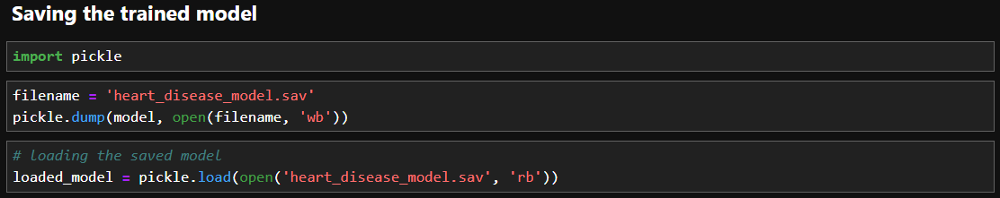 Saving the trained model
import pickle
filename = 'heart_disease_model.sav'
pickle.dump(model, open(filename, 'wb'))
# loading the saved model
loaded_model = pickle.load(open('heart_disease_model.sav', 'rb'))